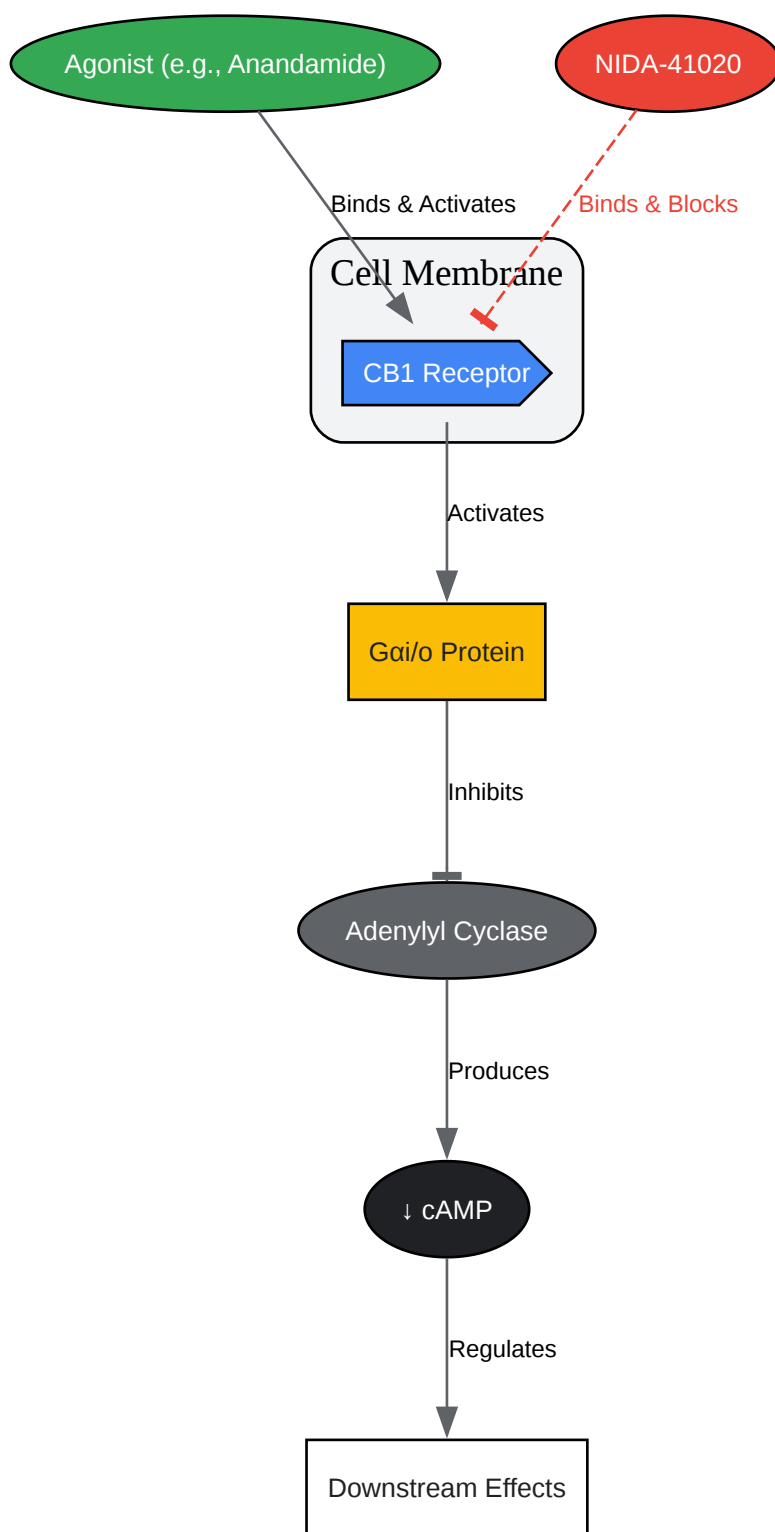 Agonist (e.g., Anandamide)
NIDA-41020
Binds & Activates
Binds & Blocks
Cell Membrane
CB1 Receptor
Activates
Gαi/o Protein
Inhibits
Adenylyl Cyclase
Produces
↓ cAMP
Regulates
Downstream Effects